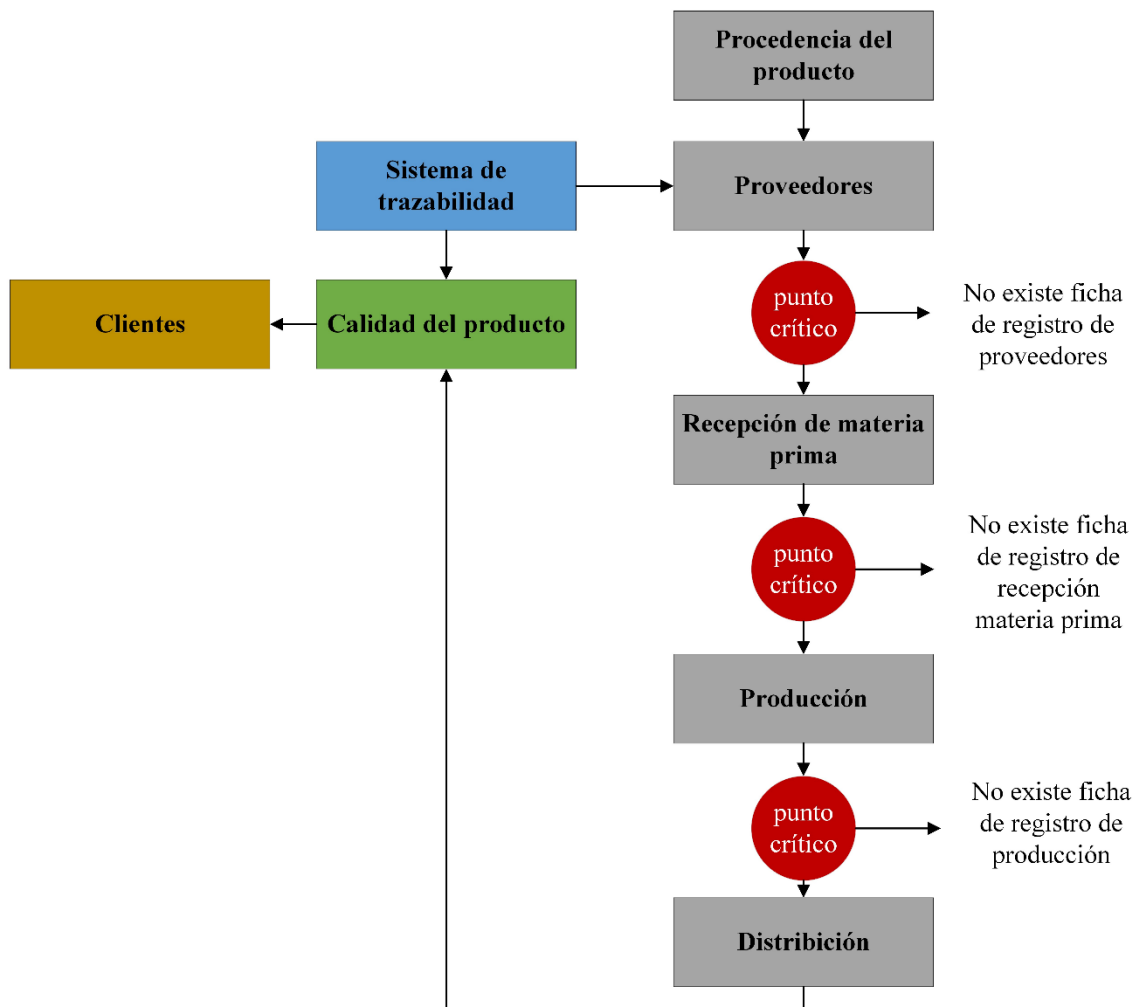 Procedencia del
producto
Sistema de
trazabilidad
Proveedores
Clientes
Calidad del producto
punto
crítico
No existe ficha
de registro de
proveedores
Recepción de materia
prima
punto
crítico
No existe ficha
de registro de
recepción
materia prima
Producción
punto
crítico
No existe ficha
de registro de
producción
Distribición